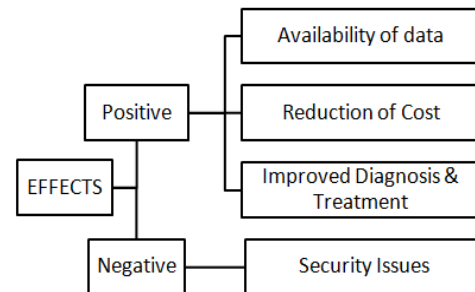 Availability of data
Positive
Reduction of Cost
Improved Diagnosis &
Treatment
EFFECTS
Negative
Security Issues